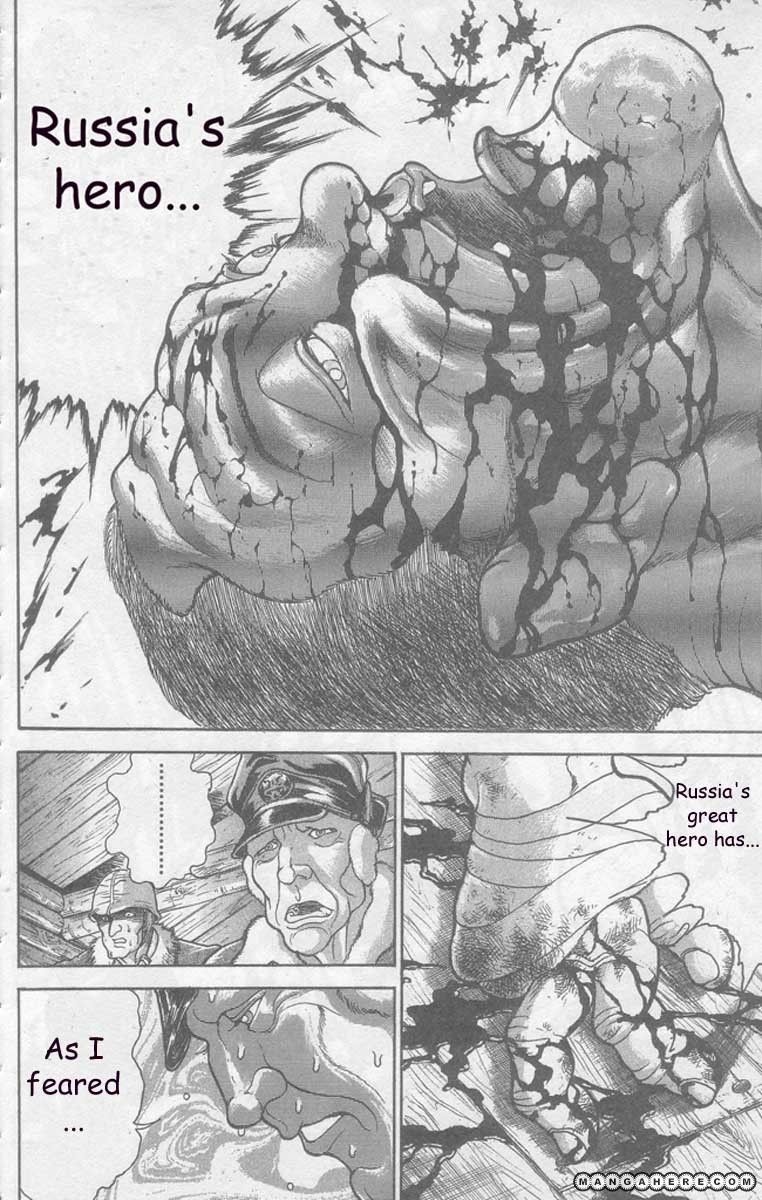 Russia's
hero...
Russia's
great
hero has...
..........
As I
feared
...
MANGAHERE.COM